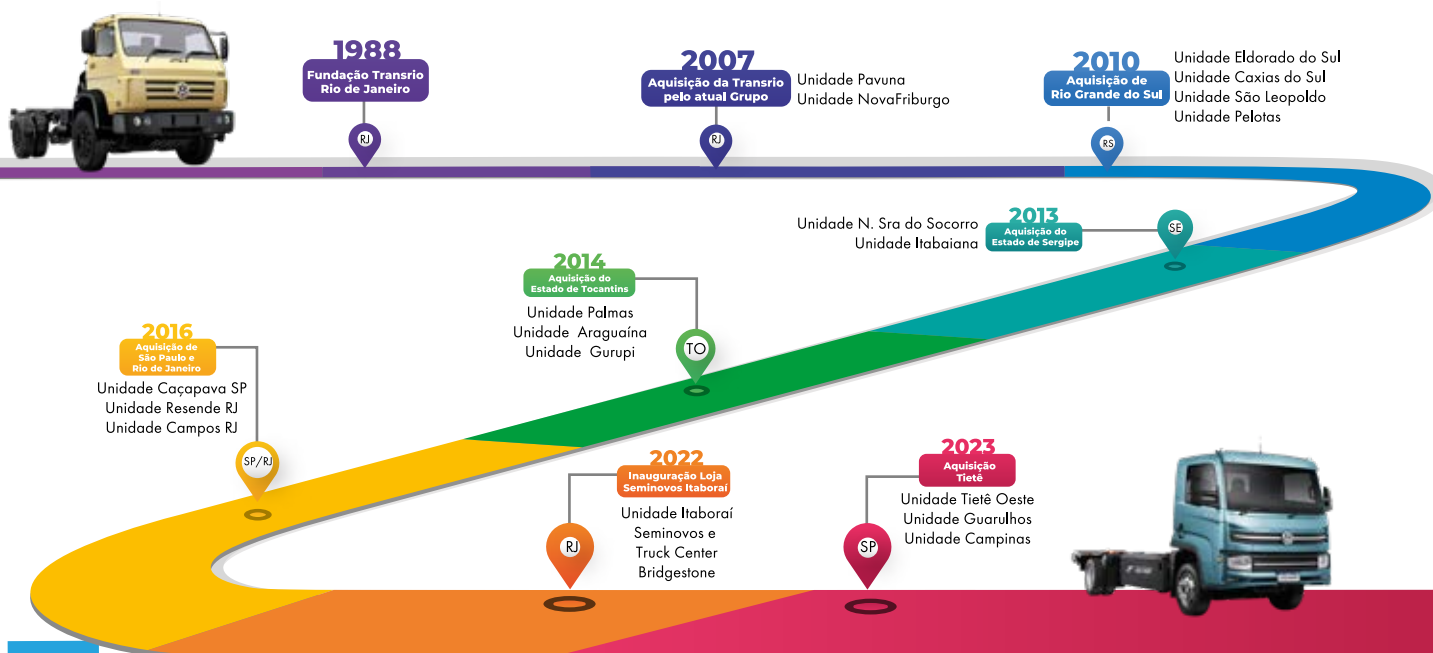 1988
Fundação Transrio
Rio de Janeiro
RJ
2007
Aquisição da Transrio
pelo atual Grupo
Unidade Pavuna
Unidade NovaFriburgo
RJ
2010
Aquisição de
Rio Grande do Sul
Unidade Eldorado do Sul
Unidade Caxias do Sul
Unidade São Leopoldo
Unidade Pelotas
RS
2013
Aquisição do
Estado de Sergipe
Unidade N. Sra do Socorro
Unidade Itabaiana
SE
2014
Aquisição do
Estado de Tocantins
Unidade Palmas
Unidade Araguaína
Unidade Gurupi
TO
2016
Aquisição de
São Paulo e
Rio de Janeiro
Unidade Caçapava SP
Unidade Resende RJ
Unidade Campos RJ
SP/RJ
2022
Inauguração Loja
Seminovos Itaboraí
Unidade Itaboraí
Seminovos e
Truck Center
Bridgestone
RJ
2023
Aquisição
Tietê
Unidade Tietê Oeste
Unidade Guarulhos
Unidade Campinas
SP